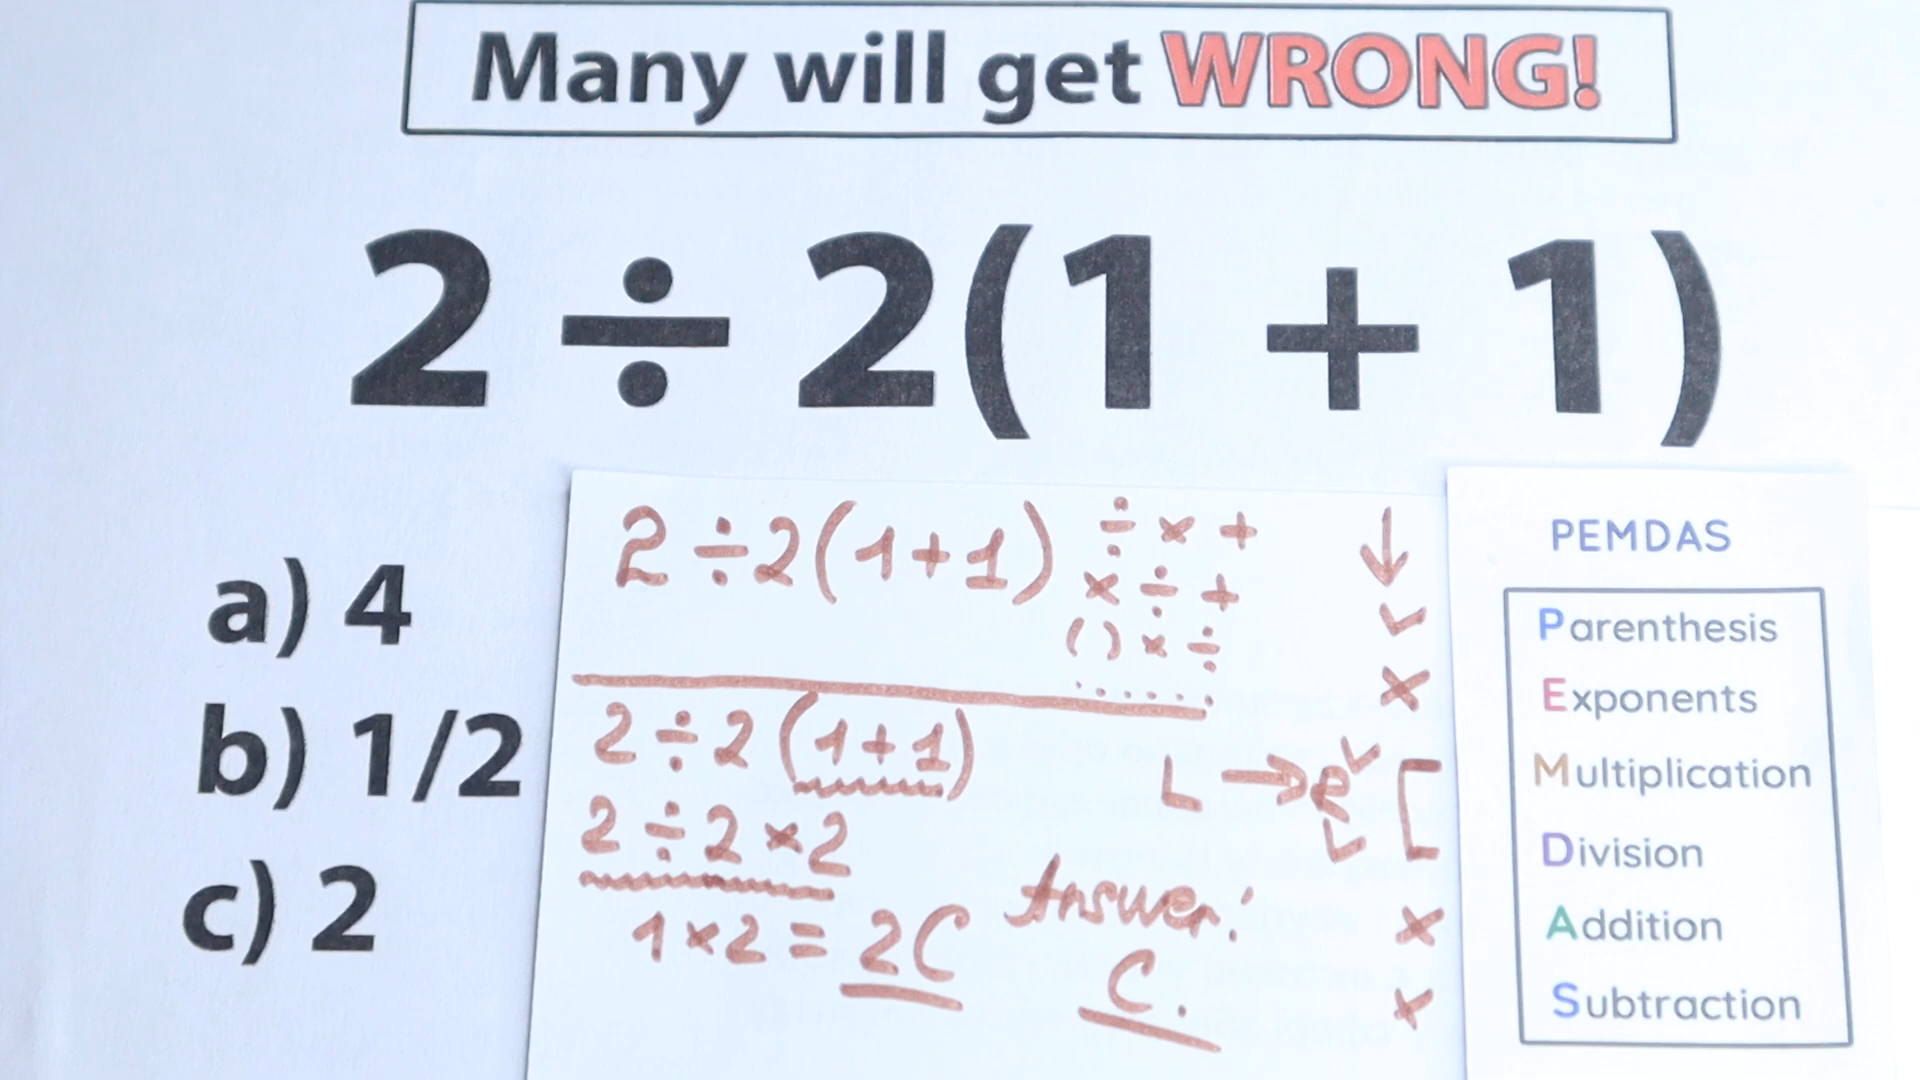 Many will get WRONG!
2 ÷ 2(1 + 1)
a) 4
b) 1/2
c) 2
2 ÷ 2(1+1)
÷ × +
× ÷ +
( ) × ÷
. . . . . .
2 ÷ 2 (1+1)
L → R
2 ÷ 2 × 2
1 × 2 = 2 C
Answer:
C.
PEMDAS
Parenthesis
Exponents
Multiplication
Division
Addition
Subtraction